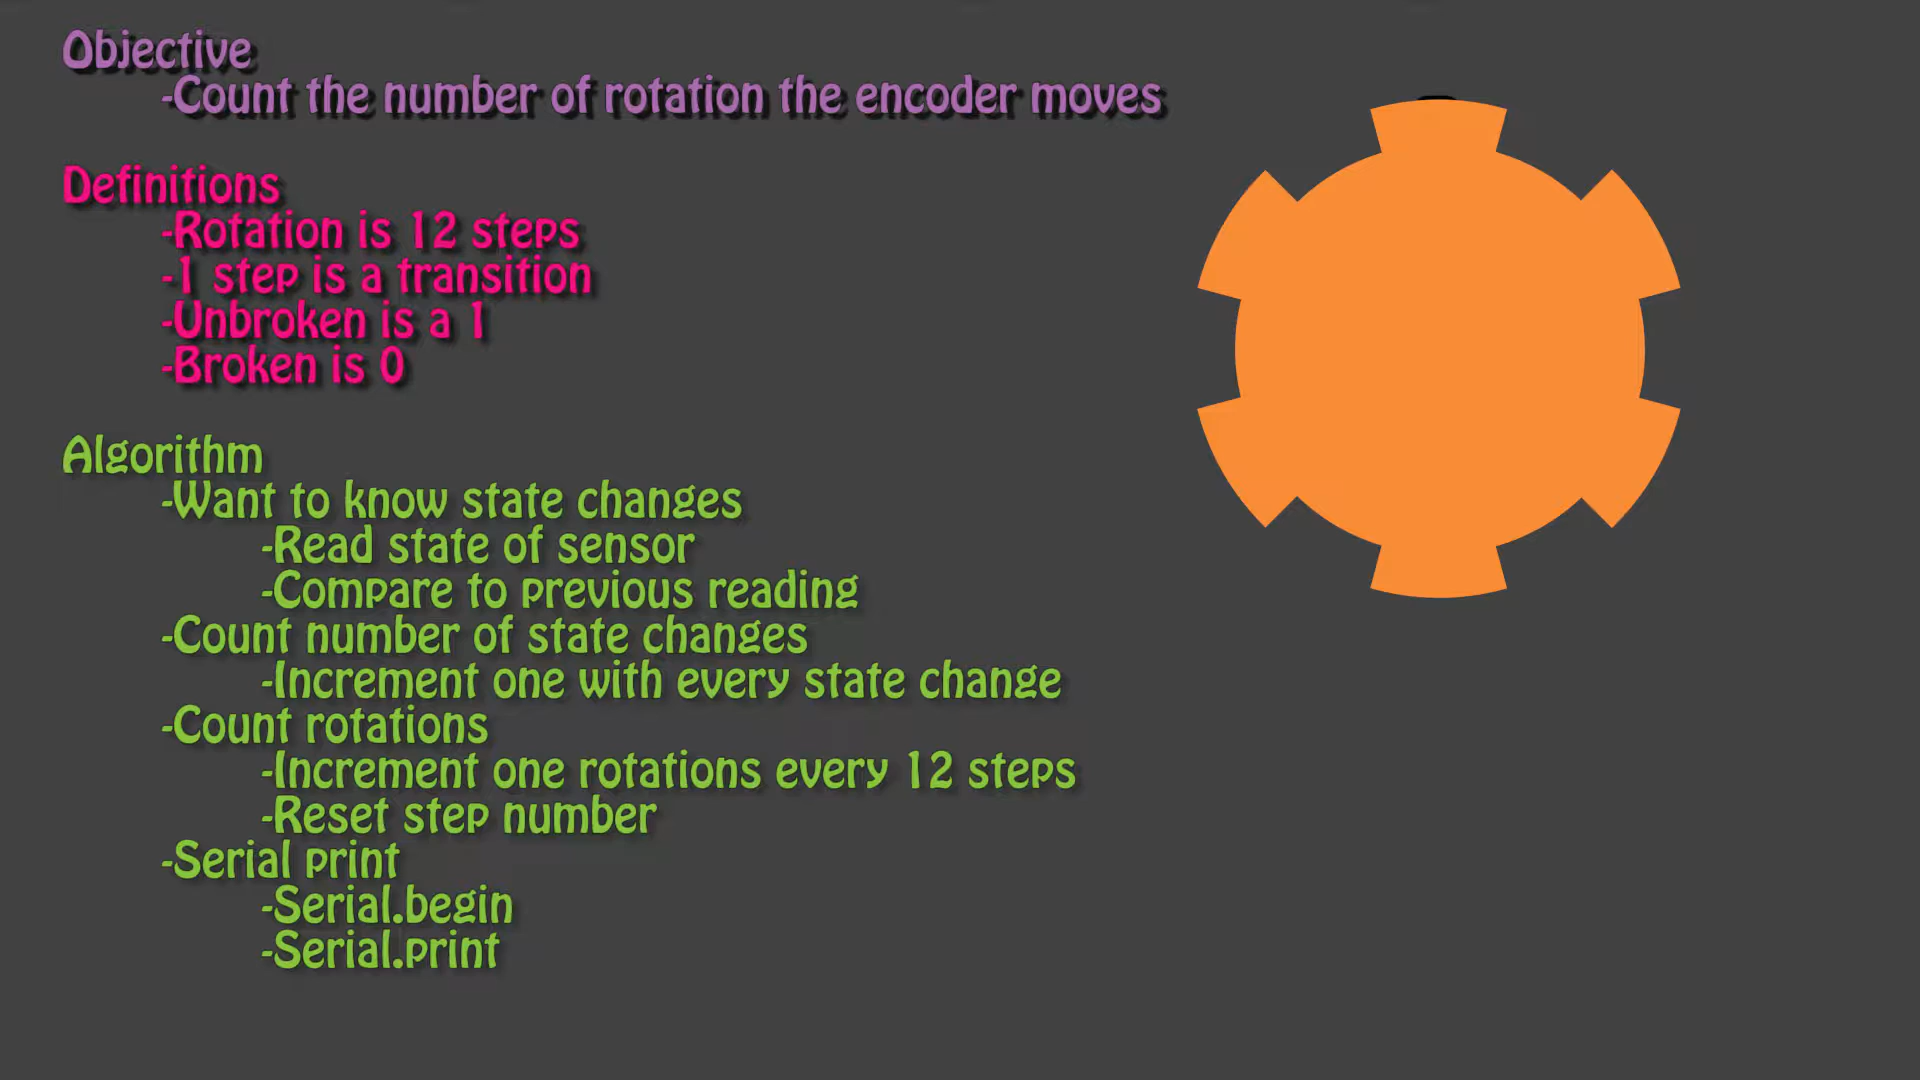 Objective
-Count the number of rotation the encoder moves
Definitions
-Rotation is 12 steps
-1 step is a transition
-Unbroken is a 1
-Broken is 0
Algorithm
-Want to know state changes
-Read state of sensor
-Compare to previous reading
-Count number of state changes
-Increment one with every state change
-Count rotations
-Increment one rotations every 12 steps
-Reset step number
-Serial print
-Serial.begin
-Serial.print